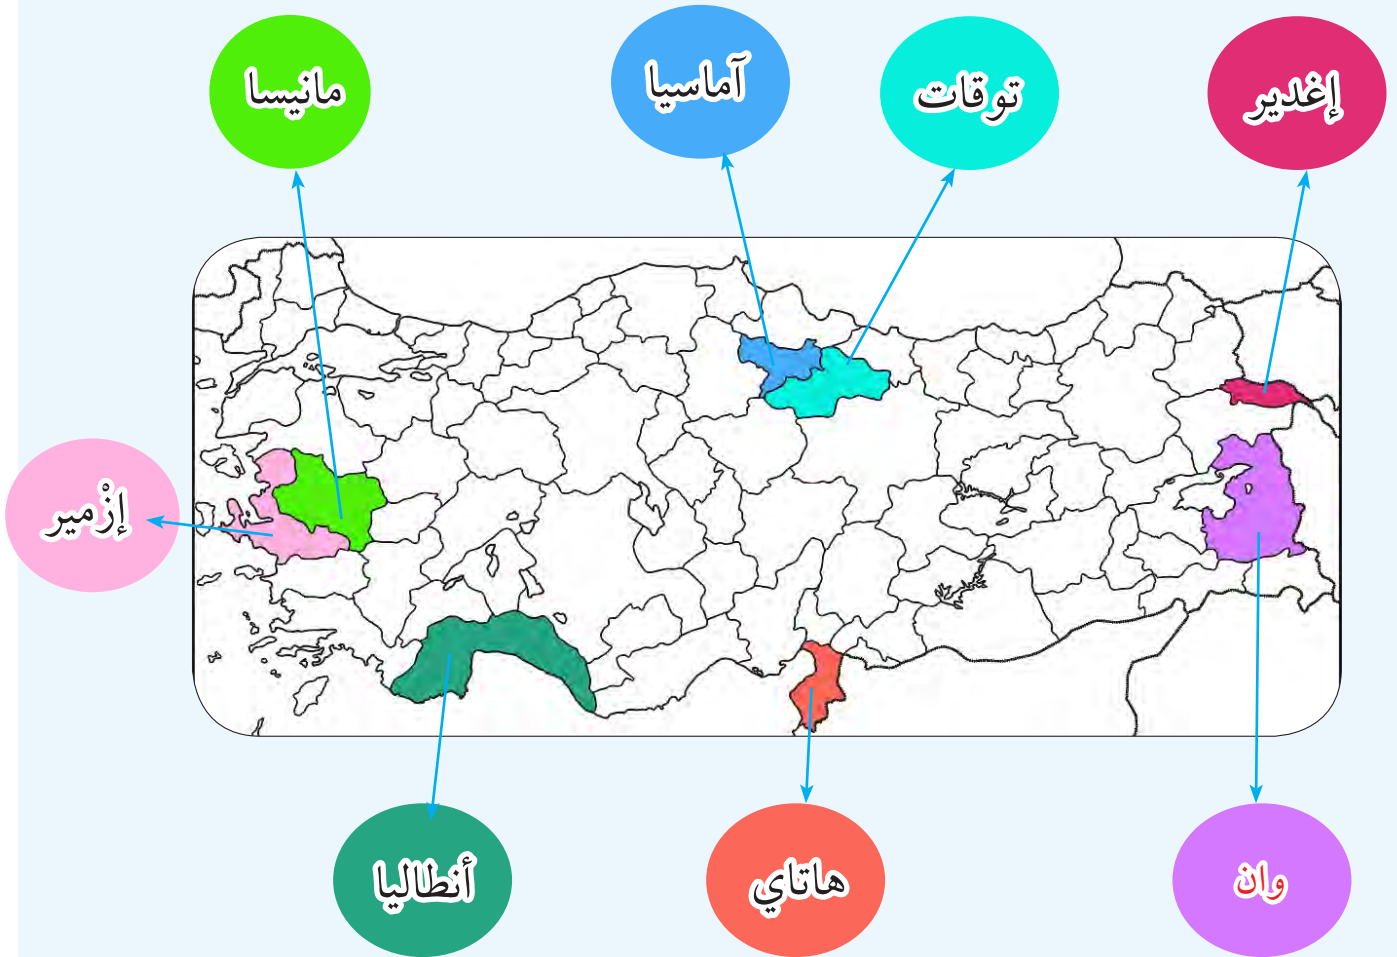 إغدير
توقات
آماسيا
مانيسا
إزْمير
وان
هاتاي
أنطاليا